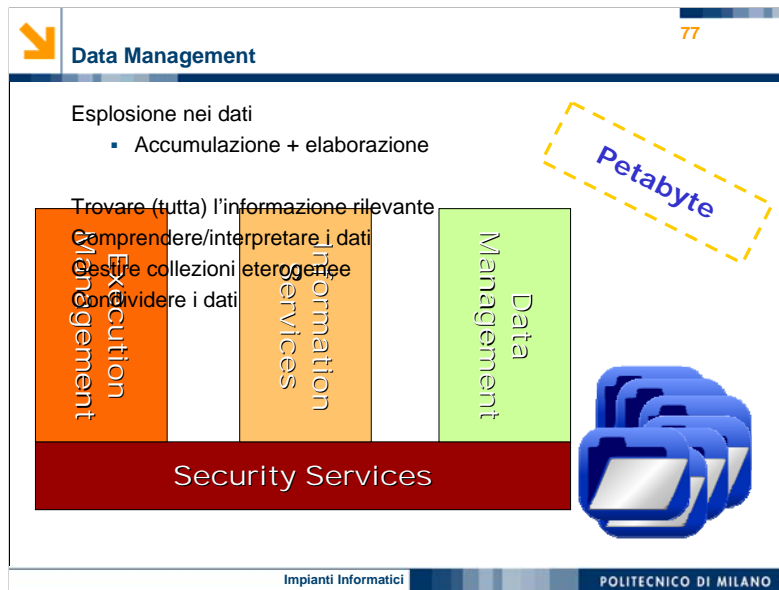 77
Data Management
Esplosione nei dati
▪ Accumulazione + elaborazione
Petabyte
Trovare (tutta) l'informazione rilevante
Comprendere/interpretare i dati
Gestire collezioni eterogenee
Condividere i dati
Execution
Management
Information
Services
Data
Management
Security Services
Impianti Informatici
POLITECNICO DI MILANO